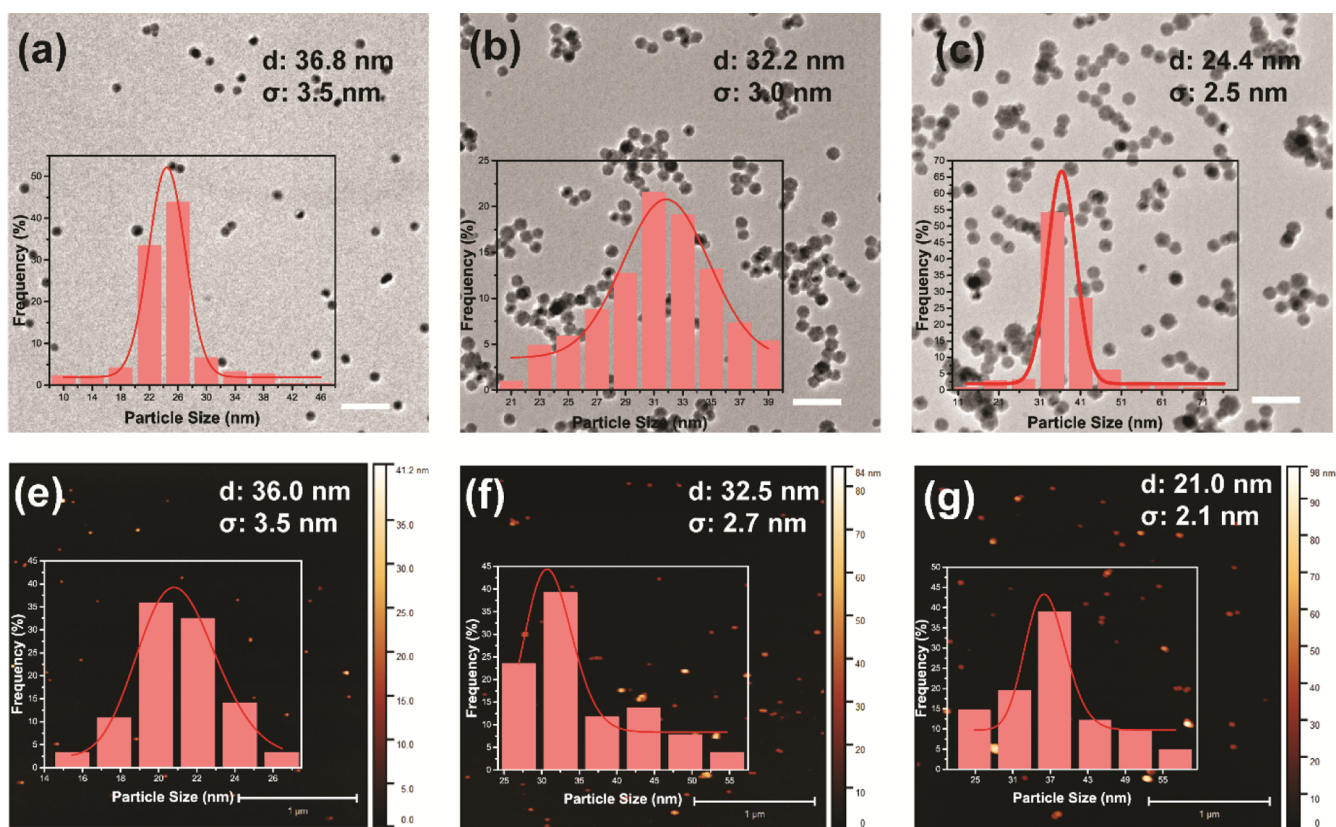 (a)
d: 36.8 nm
σ: 3.5 nm
50
40
30
20
10
0
Frequency (%)
10 14 18 22 26 30 34 38 42 46
Particle Size (nm)
(b)
d: 32.2 nm
σ: 3.0 nm
25
20
15
10
5
0
Frequency (%)
21 23 25 27 29 31 33 35 37 39
Particle Size (nm)
(c)
d: 24.4 nm
σ: 2.5 nm
70
65
60
55
50
45
40
35
30
25
20
15
10
5
0
Frequency (%)
11 21 31 41 51 61 71
Particle Size (nm)
(e)
d: 36.0 nm
σ: 3.5 nm
45
40
35
30
25
20
15
10
5
0
Frequency (%)
14 16 18 20 22 24 26
Particle Size (nm)
1 µm
41.2 nm
35.0
30.0
25.0
20.0
15.0
10.0
5.0
0.0
(f)
d: 32.5 nm
σ: 2.7 nm
45
40
35
30
25
20
15
10
5
0
Frequency (%)
25 30 35 40 45 50 55
Particle Size (nm)
1 µm
84 nm
80
70
60
50
40
30
20
10
0
(g)
d: 21.0 nm
σ: 2.1 nm
50
45
40
35
30
25
20
15
10
5
0
Frequency (%)
25 31 37 43 49 55
Particle Size (nm)
1 µm
98 nm
90
80
70
60
50
40
30
20
10
0